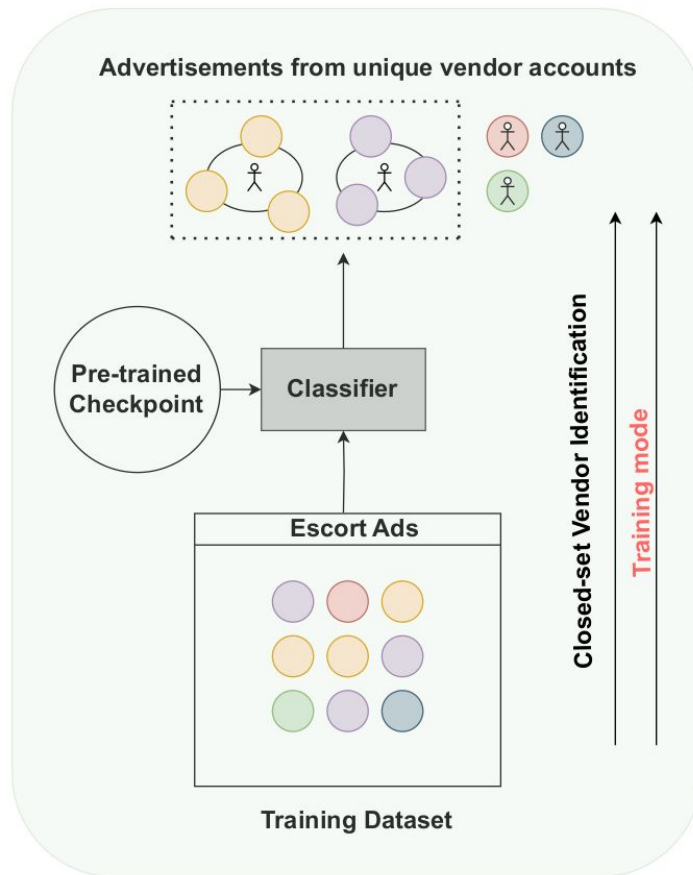 Advertisements from unique vendor accounts
Pre-trained
Checkpoint
Classifier
Escort Ads
Training Dataset
Closed-set Vendor Identification
Training mode